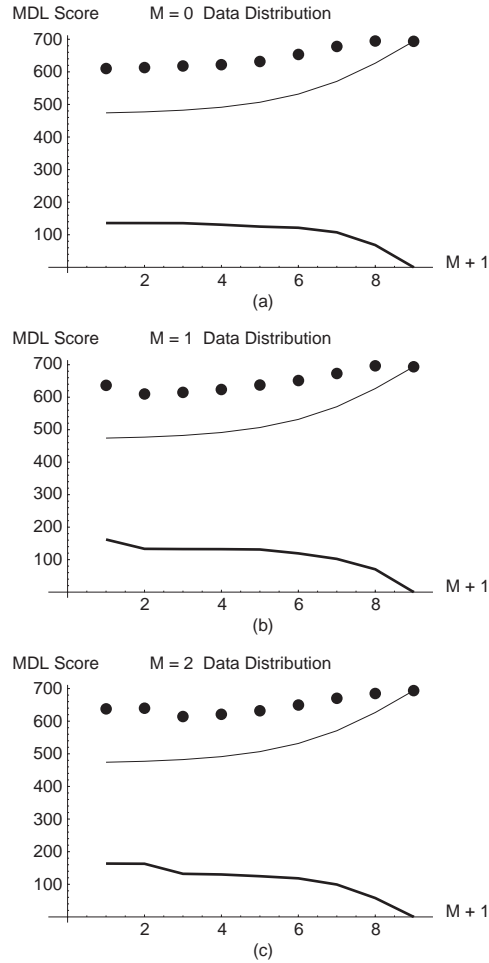 MDL Score M = 0 Data Distribution
700
600
500
400
300
200
100
2 4 6 8
M + 1
(a)
MDL Score M = 1 Data Distribution
700
600
500
400
300
200
100
2 4 6 8
M + 1
(b)
MDL Score M = 2 Data Distribution
700
600
500
400
300
200
100
2 4 6 8
M + 1
(c)